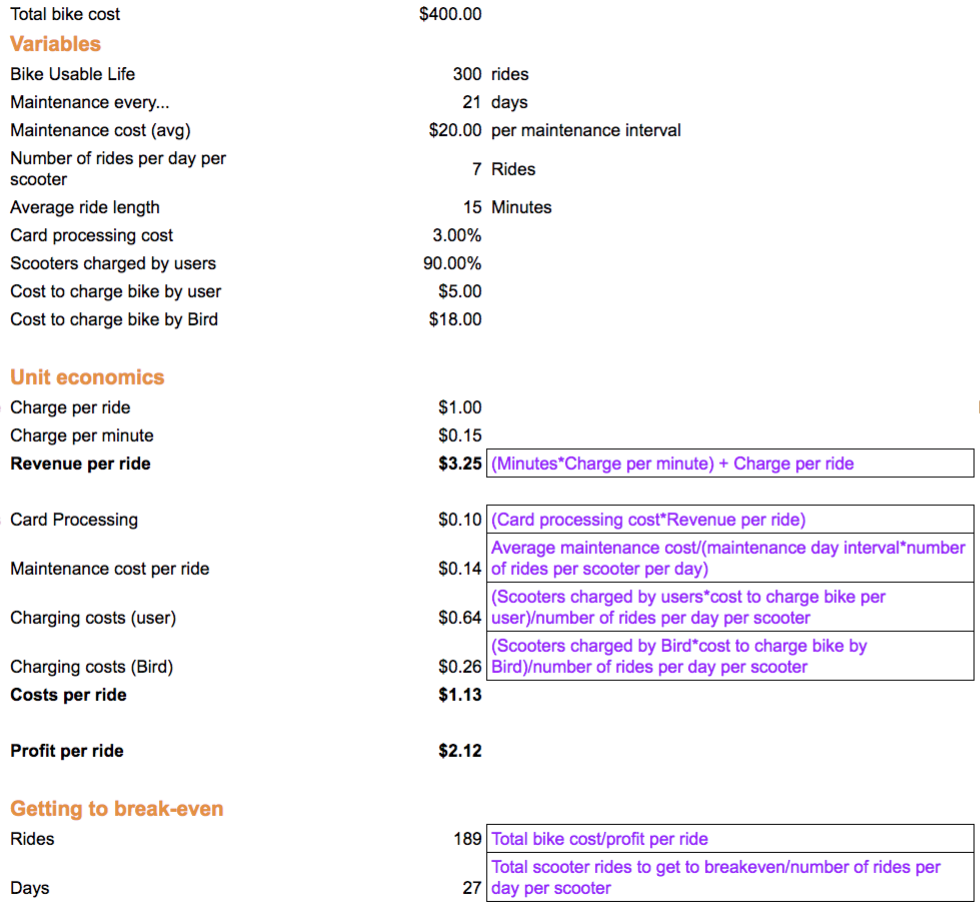 Total bike cost $400.00
Variables
Bike Usable Life 300 rides
Maintenance every... 21 days
Maintenance cost (avg) $20.00 per maintenance interval
Number of rides per day per
scooter 7 Rides
Average ride length 15 Minutes
Card processing cost 3.00%
Scooters charged by users 90.00%
Cost to charge bike by user $5.00
Cost to charge bike by Bird $18.00
Unit economics
Charge per ride $1.00
Charge per minute $0.15
Revenue per ride $3.25 (Minutes*Charge per minute) + Charge per ride
Card Processing $0.10 (Card processing cost*Revenue per ride)
Average maintenance cost/(maintenance day interval*number
Maintenance cost per ride $0.14 of rides per scooter per day)
(Scooters charged by users*cost to charge bike per
Charging costs (user) $0.64 user)/number of rides per day per scooter
(Scooters charged by Bird*cost to charge bike by
Charging costs (Bird) $0.26 Bird)/number of rides per day per scooter
Costs per ride $1.13
Profit per ride $2.12
Getting to break-even
Rides 189 Total bike cost/profit per ride
Total scooter rides to get to breakeven/number of rides per
Days 27 day per scooter